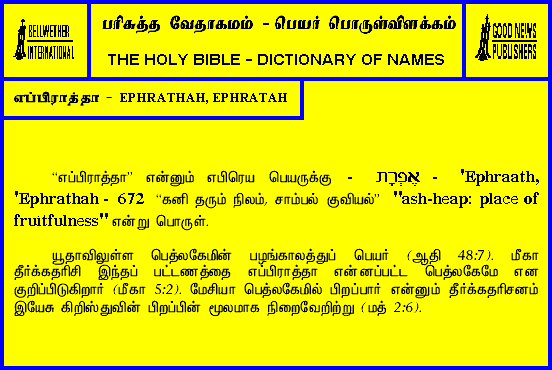 BELLWETHER
INTERNATIONAL
பரிசுத்த வேதாகமம் - பெயர் பொருள்விளக்கம்
THE HOLY BIBLE - DICTIONARY OF NAMES
GOOD NEWS
PUBLISHERS
எப்பிராத்தா - EPHRATHAH, EPHRATAH
“எப்பிராத்தா” என்னும் எபிரெய பெயருக்கு - אֶפְרָת - 'Ephraath,
'Ephrathah - 672 “கனி தரும் நிலம், சாம்பல் குவியல்” "ash-heap: place of
fruitfulness" என்று பொருள்.
யூதாவிலுள்ள பெத்லகேமின் பழங்காலத்துப் பெயர் (ஆதி 48:7). மீகா
தீர்க்கதரிசி இந்தப் பட்டணத்தை எப்பிராத்தா என்னப்பட்ட பெத்லகேமே என
குறிப்பிடுகிறார் (மீகா 5:2). மேசியா பெத்லகேமில் பிறப்பார் என்னும் தீர்க்கதரிசனம்
இயேசு கிறிஸ்துவின் பிறப்பின் மூலமாக நிறைவேறிற்று (மத் 2:6).